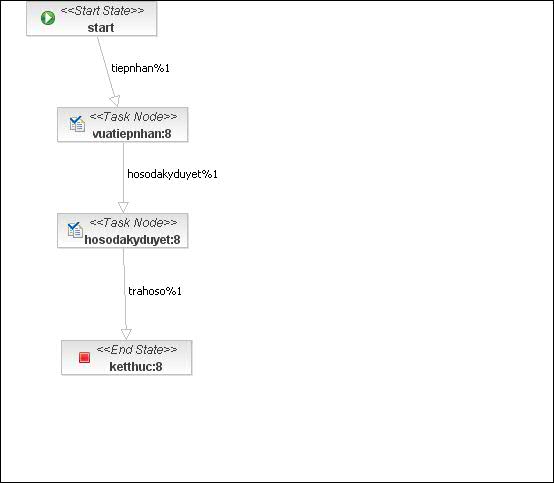 <<Start State>>
start
tiepnhan%1
<<Task Node>>
vuatiepnhan:8
hosodakyduyet%1
<<Task Node>>
hosodakyduyet:8
trahoso%1
<<End State>>
ketthuc:8